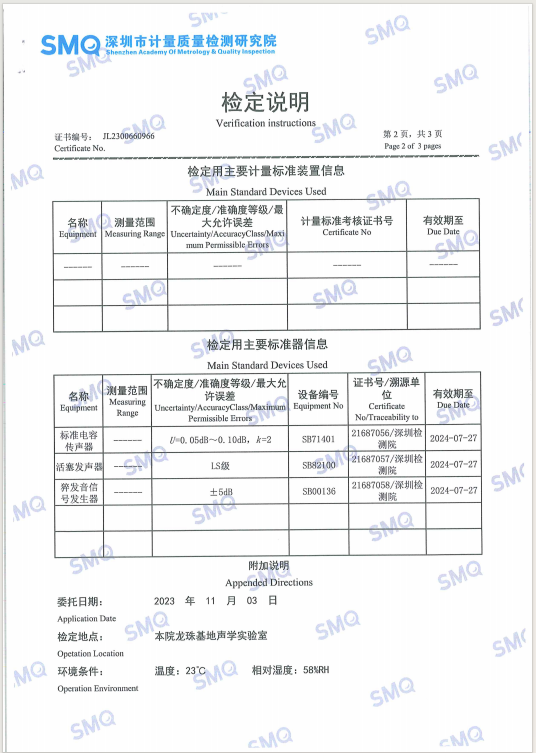 SMQ 深圳市计量质量检测研究院
Shenzhen Academy Of Metrology & Quality Inspection
检定说明
Verification instructions
证书编号： JL2300660966
Certificate No.
第 2 页，共 3 页
Page 2 of 3 pages
检定用主要计量标准装置信息
Main Standard Devices Used
名称
Equipment
测量范围
Measuring Range
不确定度/准确度等级/最
大允许误差
Uncertainty/AccuracyClass/Maxi
mum Permissible Errors
计量标准考核证书号
Certificate No
有效期至
Due Date
------ ------ ------ ------ ------
检定用主要标准器信息
Main Standard Devices Used
名称
Equipment
测量范围
Measuring
Range
不确定度/准确度等级/最大允
许误差
Uncertainty/AccuracyClass/Maximum
Permissible Errors
设备编号
Equipment No
证书号/溯源单
位
Certificate
No/Traceability to
有效期至
Due Date
标准电容
传声器
------
U=0.05dB～0.10dB，k=2
SB71401
21687056/深圳检
测院
2024-07-27
活塞发声器
------
LS级
SB82100
21687057/深圳检
测院
2024-07-27
猝发音信
号发生器
------
±5dB
SB00136
21687058/深圳检
测院
2024-07-27
附加说明
Appended Directions
委托日期： 2023 年 11 月 03 日
Application Date
检定地点： 本院龙珠基地声学实验室
Opetation Location
环境条件： 温度：23℃ 相对湿度：58%RH
Operation Environment